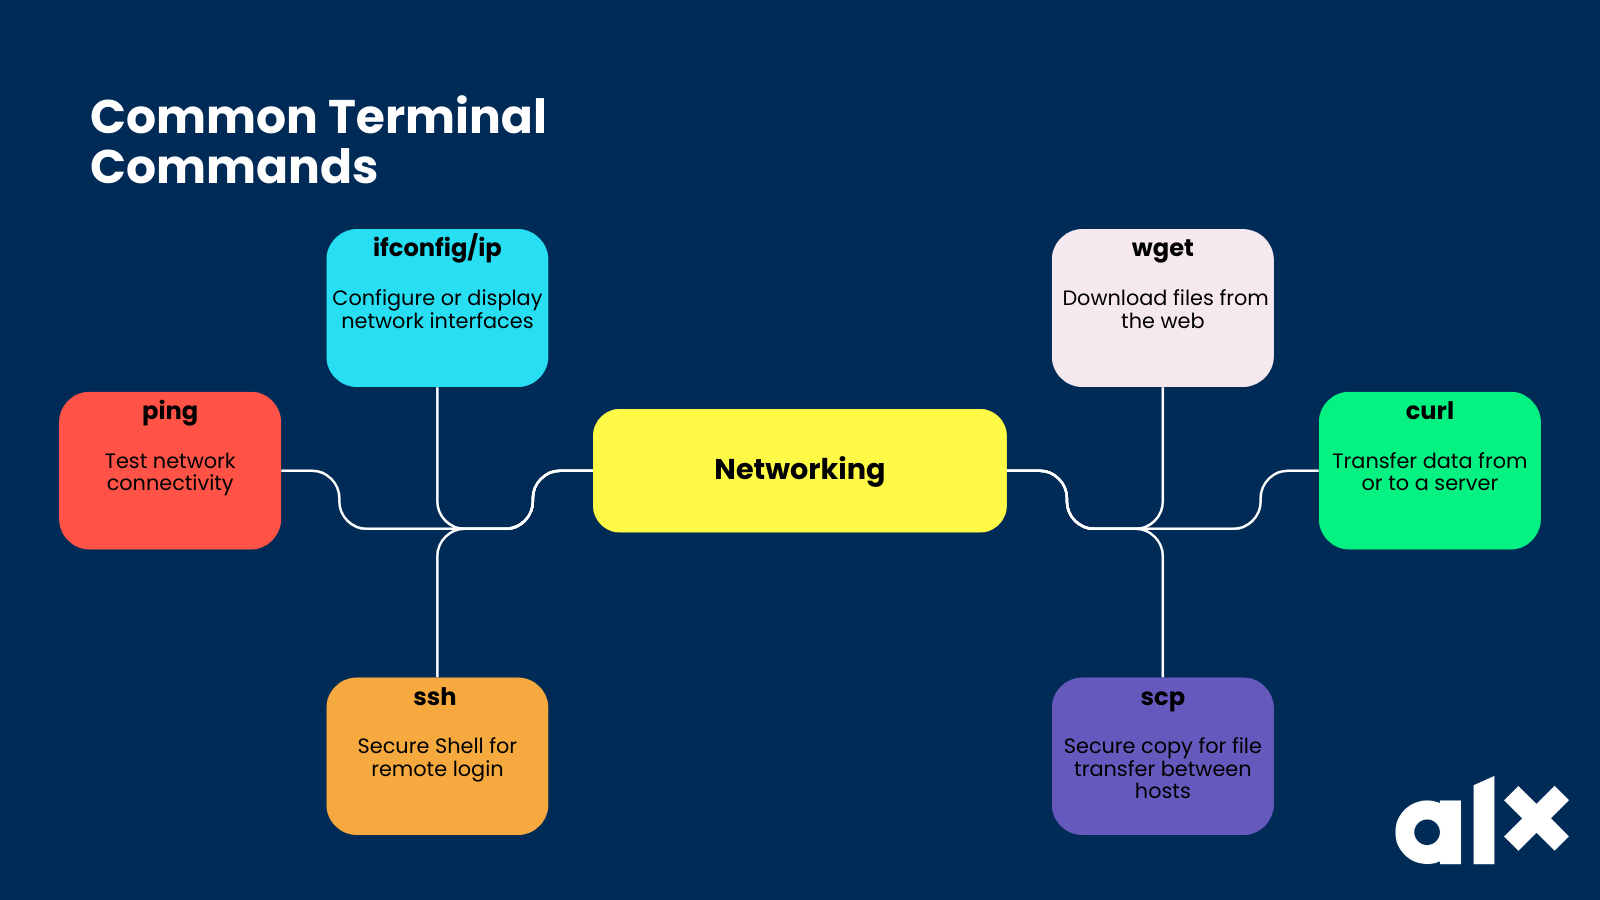 Common Terminal
Commands
ifconfig/ip
Configure or display
network interfaces
wget
Download files from
the web
ping
Test network
connectivity
Networking
curl
Transfer data from
or to a server
ssh
Secure Shell for
remote login
scp
Secure copy for file
transfer between
hosts
alx